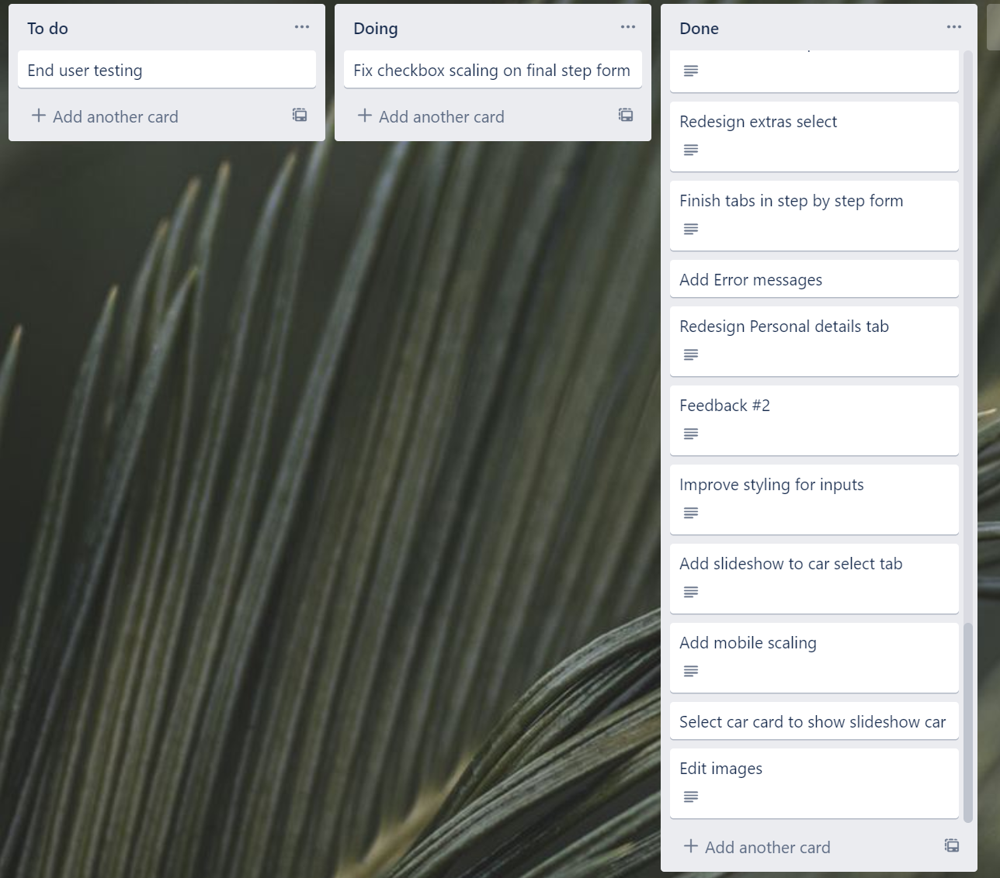 To do
End user testing
Add another card
Doing
Fix checkbox scaling on final step form
Add another card
Done
Redesign extras select
Finish tabs in step by step form
Add Error messages
Redesign Personal details tab
Feedback #2
Improve styling for inputs
Add slideshow to car select tab
Add mobile scaling
Select car card to show slideshow car
Edit images
Add another card